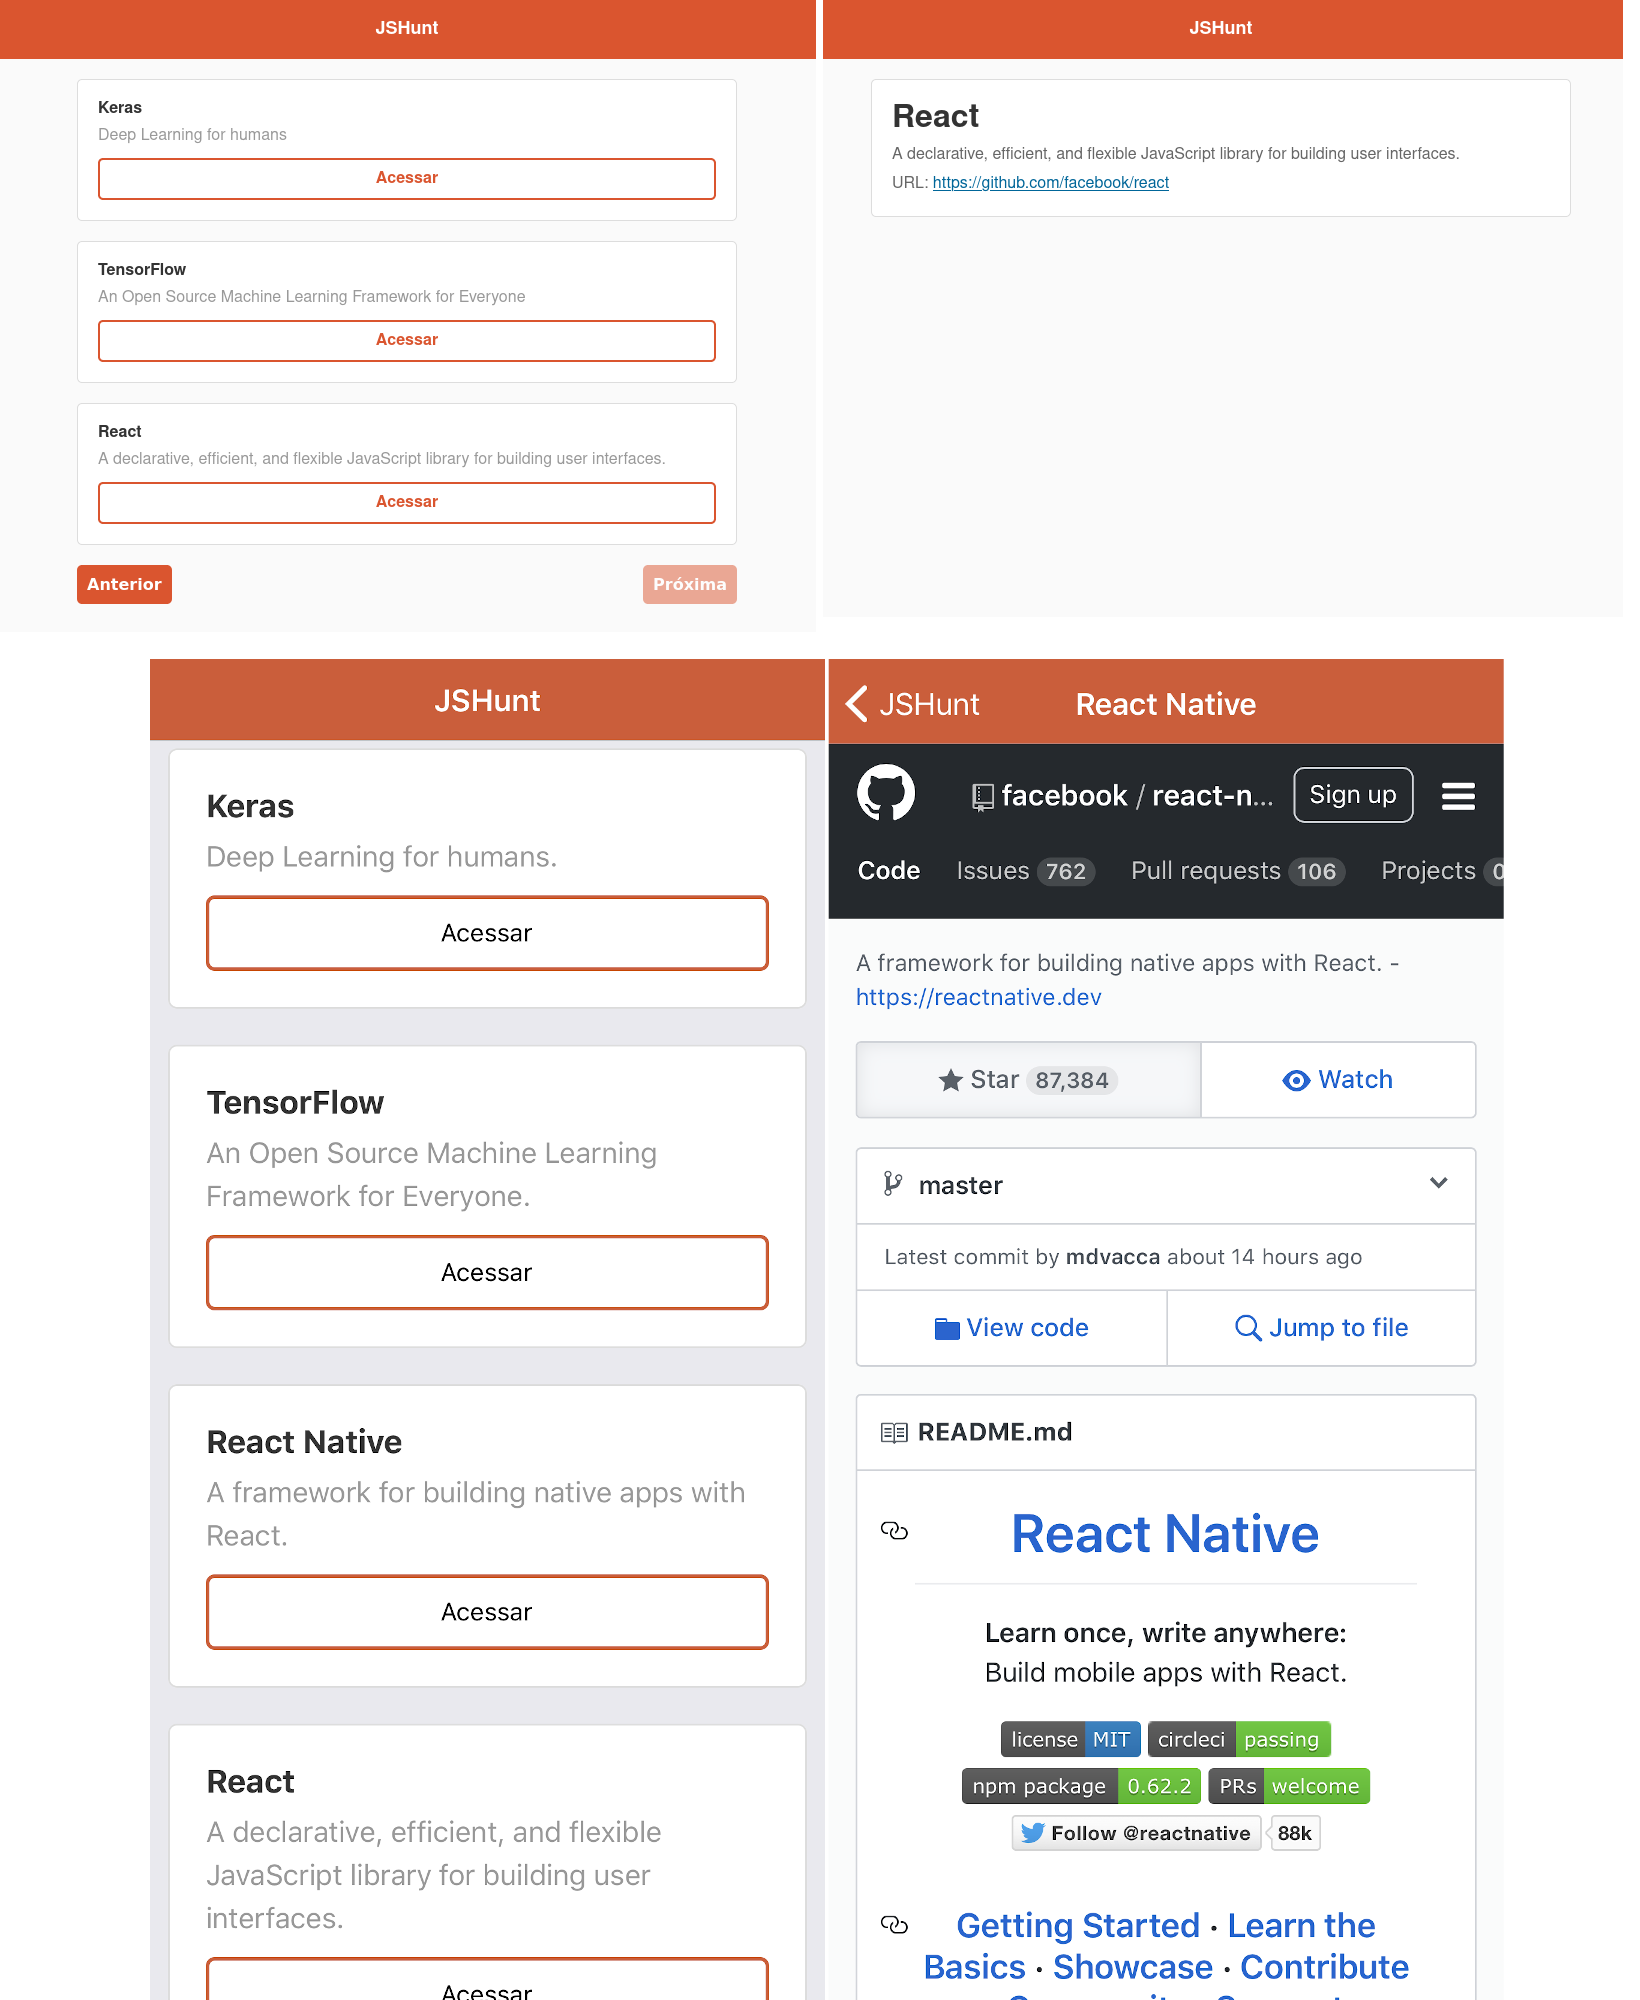 JSHunt
Keras
Deep Learning for humans
Acessar
TensorFlow
An Open Source Machine Learning Framework for Everyone
Acessar
React
A declarative, efficient, and flexible JavaScript library for building user interfaces.
Acessar
Anterior
Próxima
JSHunt
React
A declarative, efficient, and flexible JavaScript library for building user interfaces.
URL: https://github.com/facebook/react
JSHunt
Keras
Deep Learning for humans.
Acessar
TensorFlow
An Open Source Machine Learning
Framework for Everyone.
Acessar
React Native
A framework for building native apps with
React.
Acessar
React
A declarative, efficient, and flexible
JavaScript library for building user
interfaces.
Acessar
JSHunt React Native
facebook / react-n... Sign up
Code Issues 762 Pull requests 106 Projects 0
A framework for building native apps with React. -
https://reactnative.dev
Star 87,384 Watch
master
Latest commit by mdvacca about 14 hours ago
View code Jump to file
README.md
React Native
Learn once, write anywhere:
Build mobile apps with React.
license MIT circleci passing
npm package 0.62.2 PRs welcome
Follow @reactnative 88k
Getting Started · Learn the
Basics · Showcase · Contribute